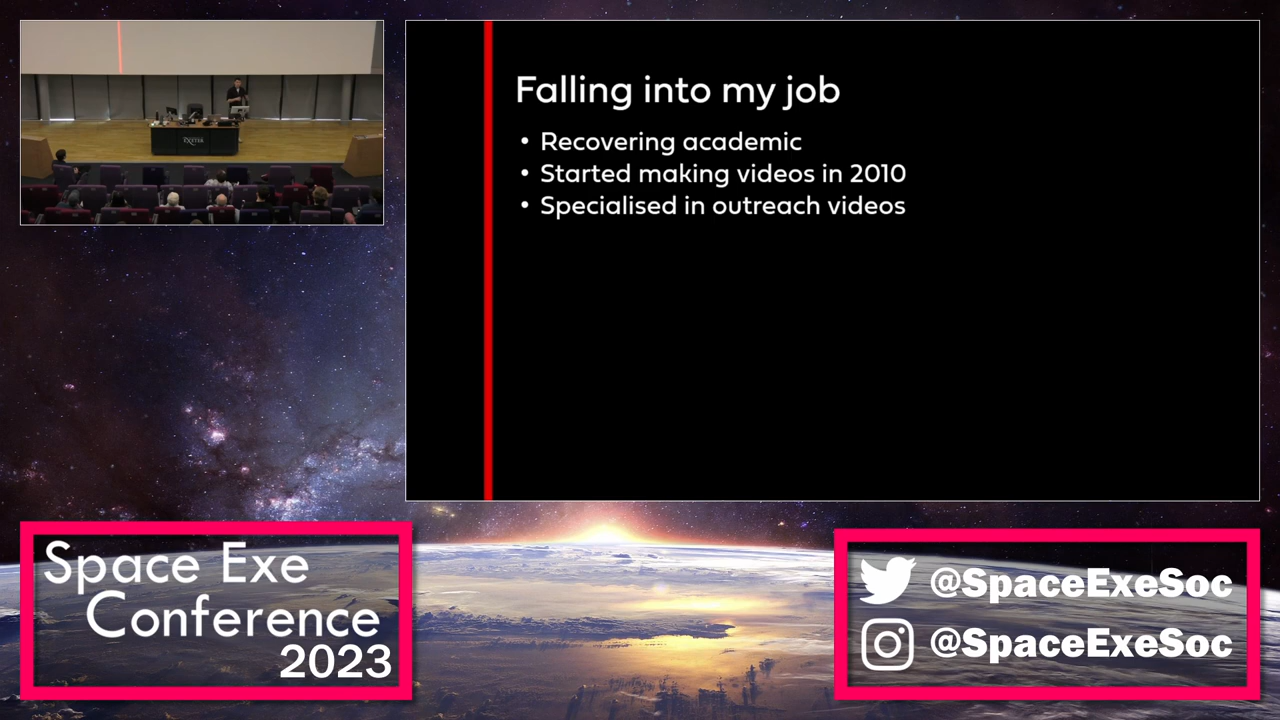 Falling into my job
• Recovering academic
• Started making videos in 2010
• Specialised in outreach videos
EXETER
Space Exe
Conference
2023
@SpaceExeSoc
@SpaceExeSoc